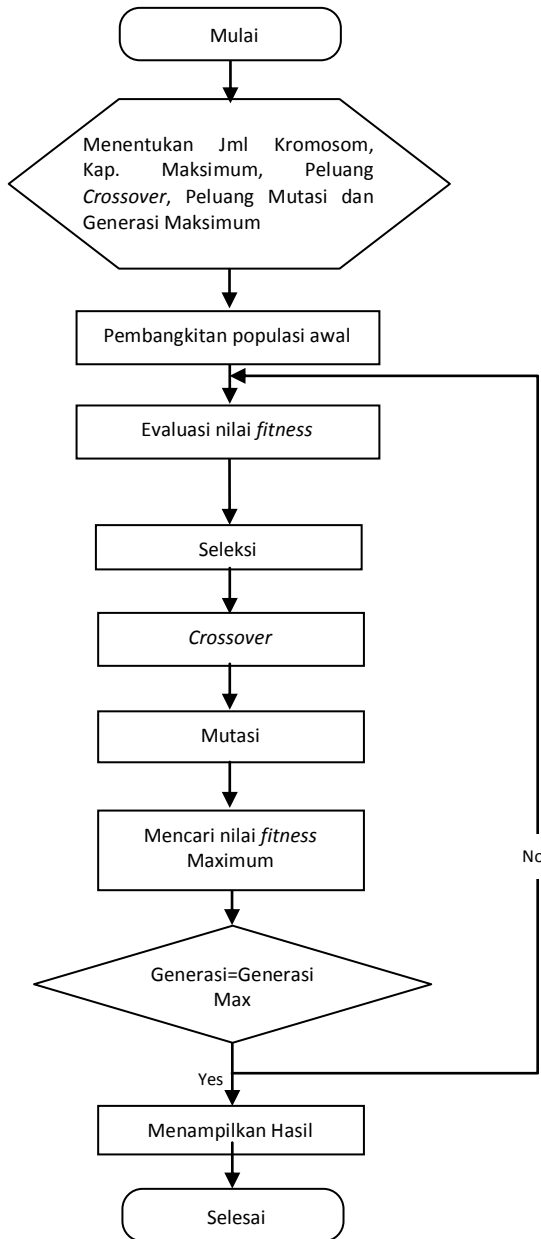 Mulai
Menentukan Jml Kromosom,
Kap. Maksimum, Peluang
Crossover, Peluang Mutasi dan
Generasi Maksimum
Pembangkitan populasi awal
Evaluasi nilai fitness
Seleksi
Crossover
Mutasi
Mencari nilai fitness
Maximum
No
Generasi=Generasi
Max
Yes
Menampilkan Hasil
Selesai